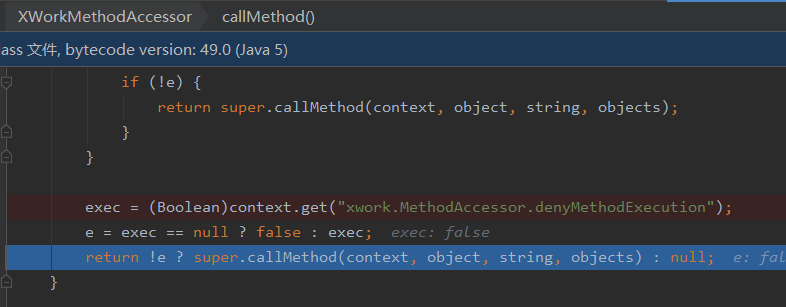 XWorkMethodAccessor callMethod()
lass 文件, bytecode version: 49.0 (Java 5)
if (!e) {
return super.callMethod(context, object, string, objects);
}
}
exec = (Boolean)context.get("xwork.MethodAccessor.denyMethodExecution");
e = exec == null ? false : exec; exec: false
return !e ? super.callMethod(context, object, string, objects) : null; e: fal
}